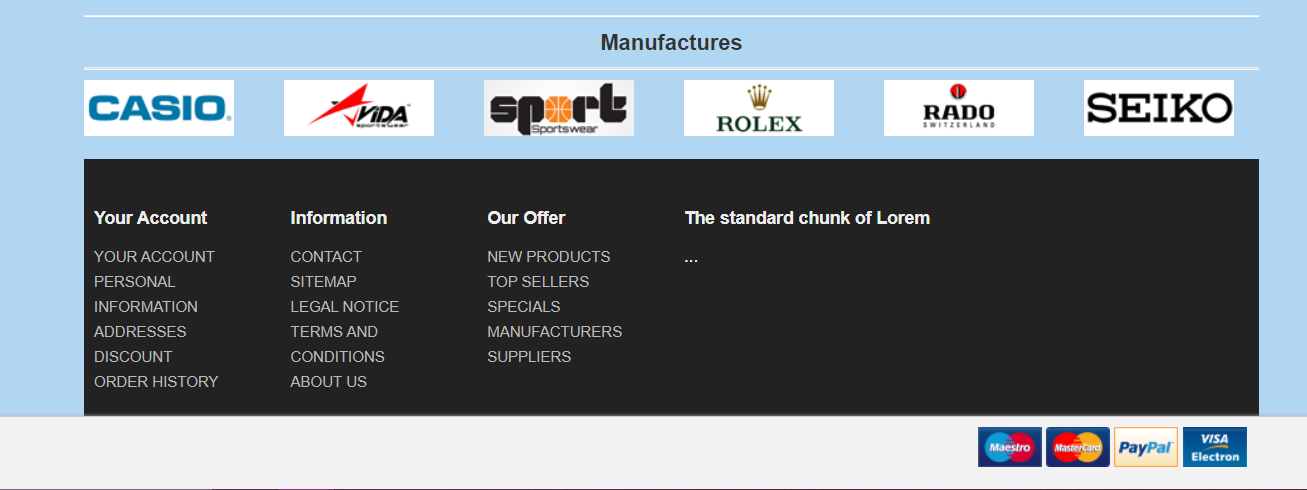 Manufactures
CASIO.
VIDA
sportswear
sport
Sportswear
ROLEX
RADO
SWITZERLAND
SEIKO
Your Account
YOUR ACCOUNT
PERSONAL
INFORMATION
ADDRESSES
DISCOUNT
ORDER HISTORY
Information
CONTACT
SITEMAP
LEGAL NOTICE
TERMS AND
CONDITIONS
ABOUT US
Our Offer
NEW PRODUCTS
TOP SELLERS
SPECIALS
MANUFACTURERS
SUPPLIERS
The standard chunk of Lorem
...
Maestro
MasterCard
PayPal
VISA
Electron